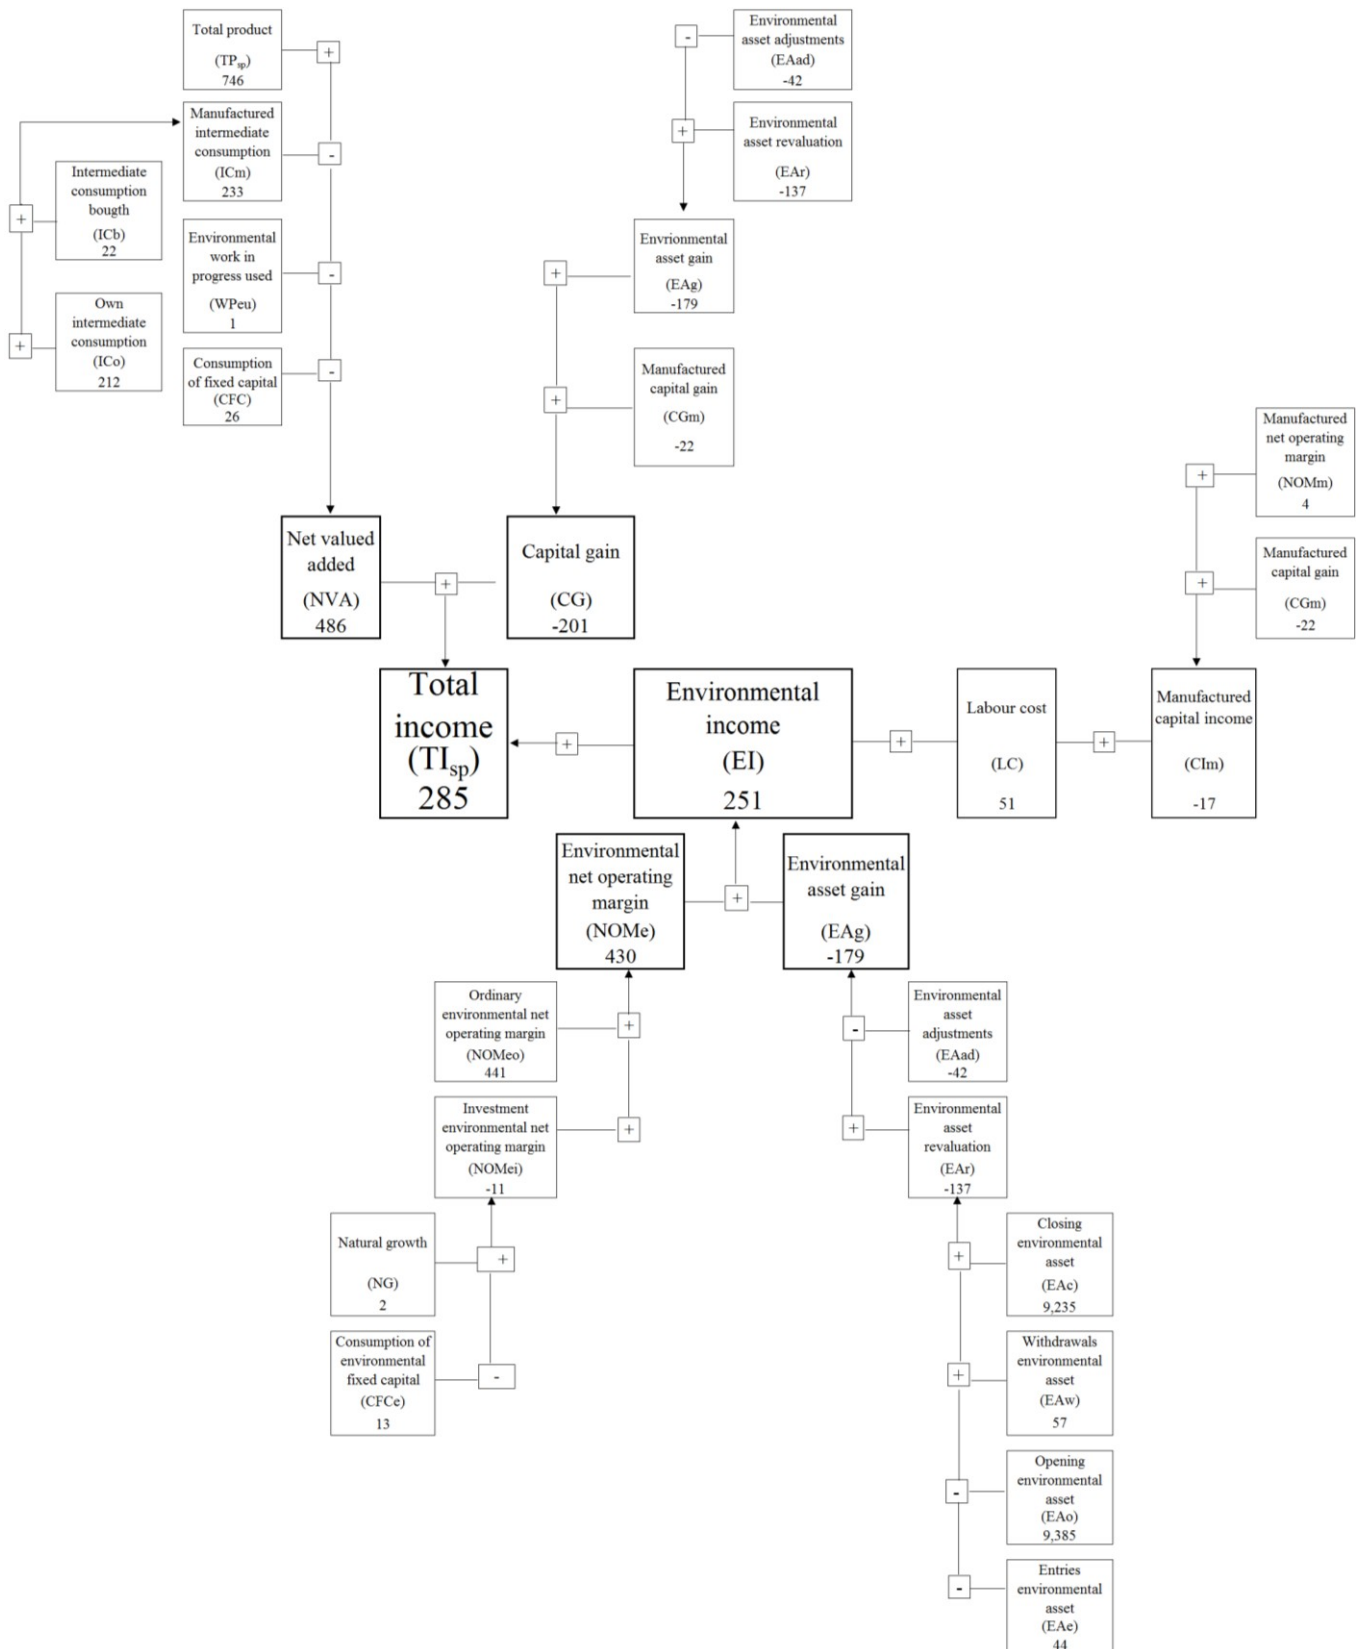 Total product
(TPsp)
746
+
Manufactured
intermediate
consumption
(ICm)
233
-
Intermediate
consumption
bougth
(ICb)
22
+
Environmental
work in
progress used
(WPeu)
1
-
Own
intermediate
consumption
(ICo)
212
+
Consumption
of fixed capital
(CFC)
26
-
Environmental
asset adjustments
(EAad)
-42
-
Environmental
asset revaluation
(EAr)
-137
+
Envrionmental
asset gain
(EAg)
-179
+
Manufactured
capital gain
(CGm)
-22
+
Manufactured
net operating
margin
(NOMm)
4
+
Manufactured
capital gain
(CGm)
-22
+
Net valued
added
(NVA)
486
+
Capital gain
(CG)
-201
Total
income
(TIsp)
285
+
Environmental
income
(EI)
251
+
Labour cost
(LC)
51
+
Manufactured
capital income
(CIm)
-17
Environmental
net operating
margin
(NOMe)
430
+
Environmental
asset gain
(EAg)
-179
Ordinary
environmental net
operating margin
(NOMeo)
441
+
Investment
environmental net
operating margin
(NOMei)
-11
+
Natural growth
(NG)
2
+
Consumption of
environmental
fixed capital
(CFCe)
13
-
Environmental
asset
adjustments
(EAad)
-42
-
Environmental
asset
revaluation
(EAr)
-137
+
Closing
environmental
asset
(EAc)
9,235
+
Withdrawals
environmental
asset
(EAw)
57
+
Opening
environmental
asset
(EAo)
9,385
-
Entries
environmental
asset
(EAe)
44
-